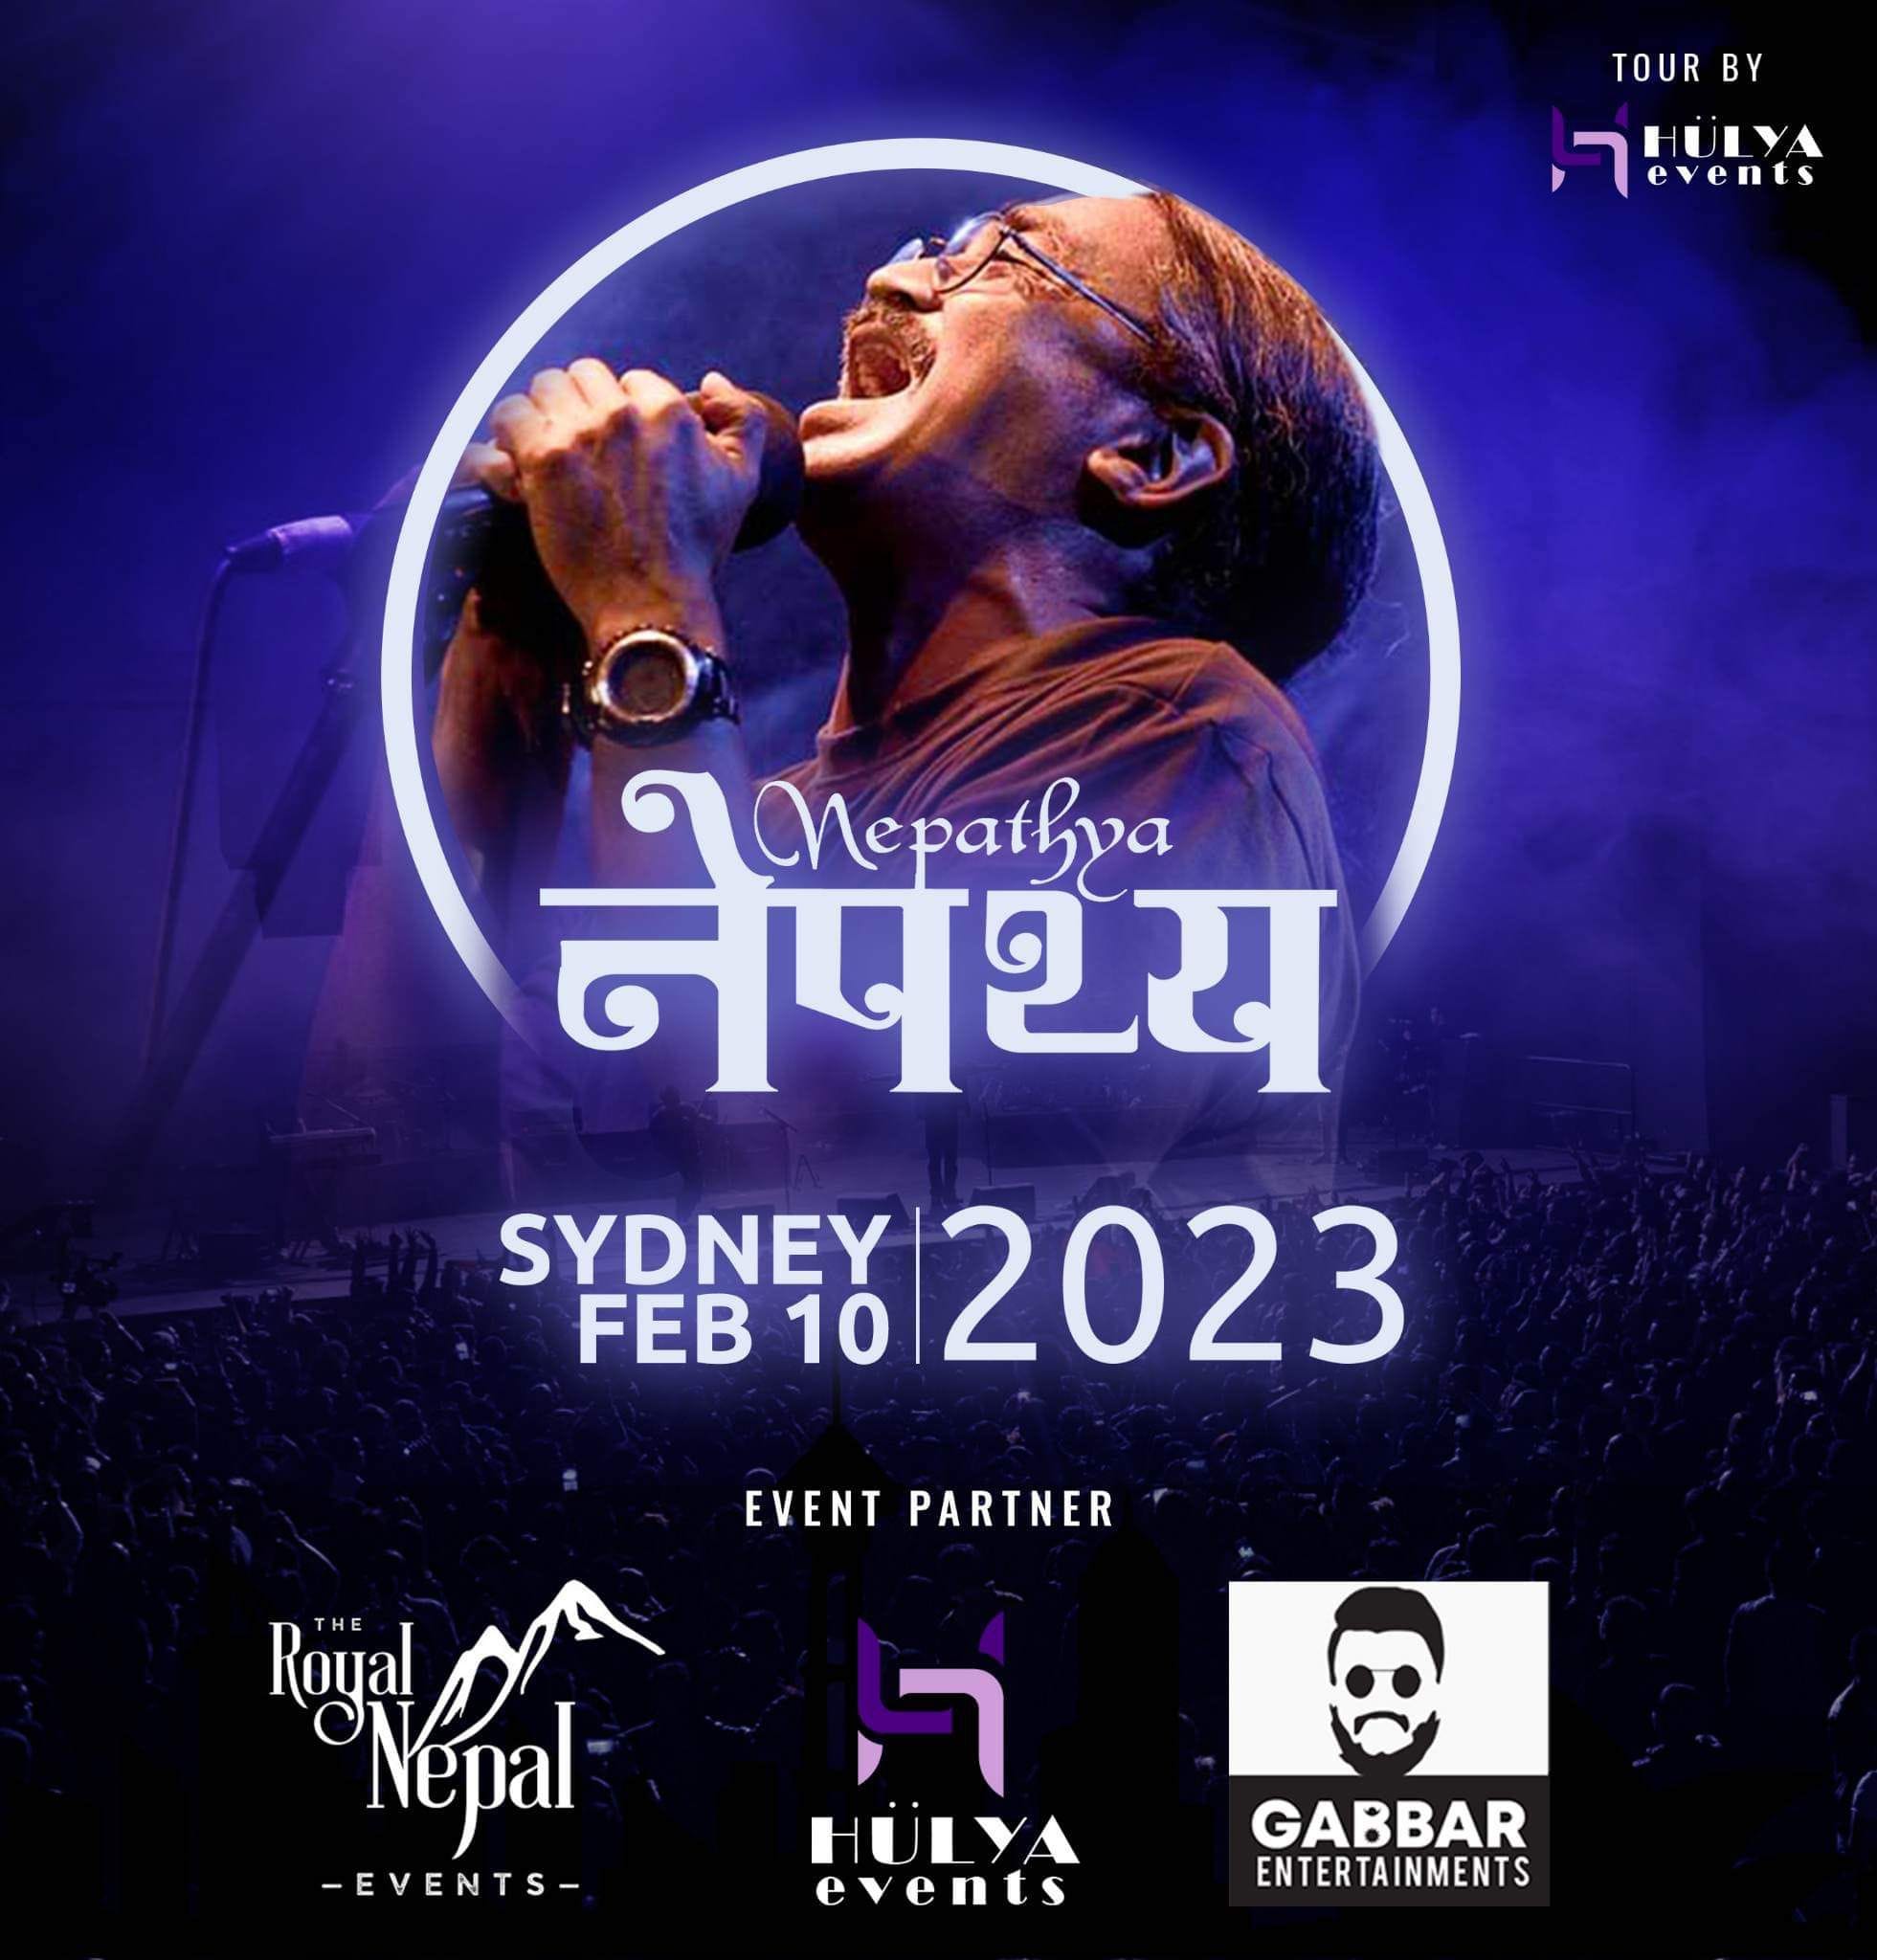 TOUR BY
HÜLYA
events
Nepathya
नेपथ्य
SYDNEY
FEB 10
2023
EVENT PARTNER
THE
Royal
Nepal
-EVENTS-
HÜLYA
events
GABBAR
ENTERTAINMENTS